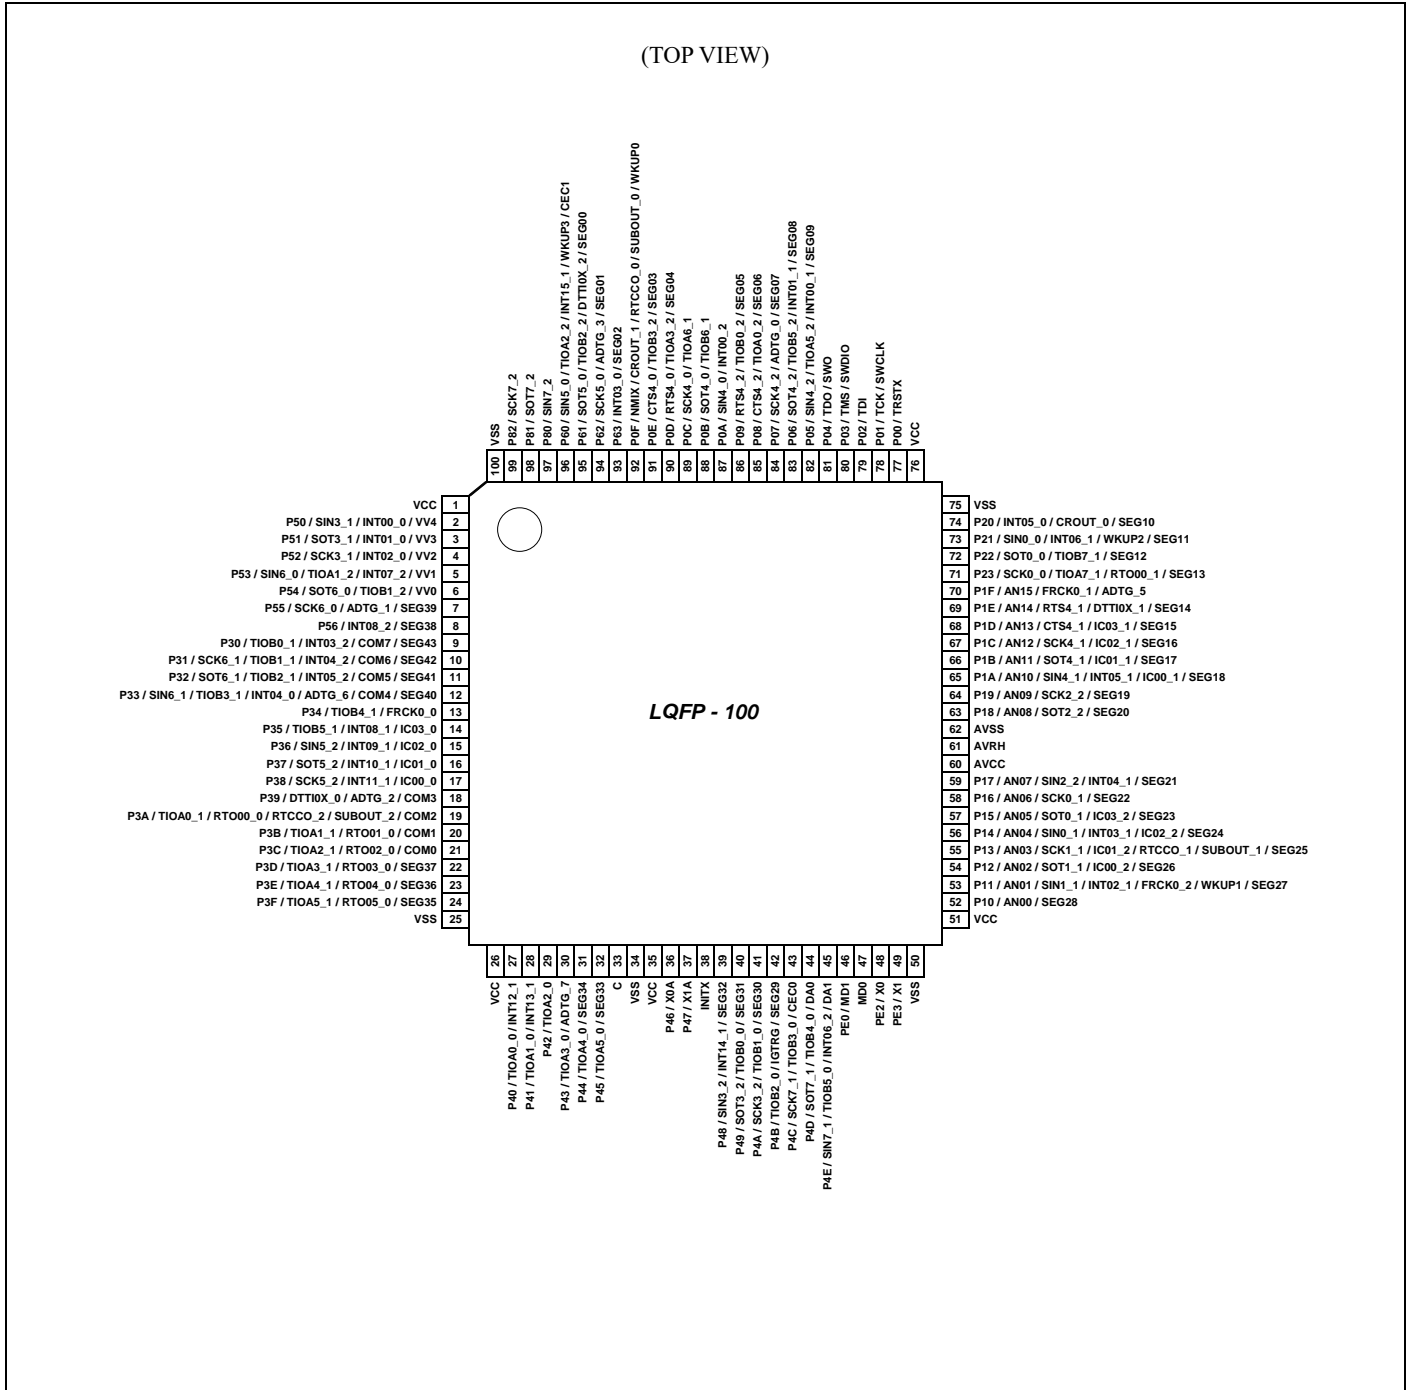 (TOP VIEW)
VSS
P82 / SCK7_2
P81 / SOT7_2
P80 / SIN7_2
P60 / SIN5_0 / TIOA2_2 / INT15_1 / WKUP3 / CEC1
P61 / SOT5_0 / TIOB2_2 / DTTI0X_2 / SEG00
P62 / SCK5_0 / ADTG_3 / SEG01
P63 / INT03_0 / SEG02
P0F / NMIX / CROUT_1 / RTCCO_0 / SUBOUT_0 / WKUP0
P0E / CTS4_0 / TIOB3_2 / SEG03
P0D / RTS4_0 / TIOA3_2 / SEG04
P0C / SCK4_0 / TIOA6_1
P0B / SOT4_0 / TIOB6_1
P0A / SIN4_0 / INT00_2
P09 / RTS4_2 / TIOB0_2 / SEG05
P08 / CTS4_2 / TIOA0_2 / SEG06
P07 / SCK4_2 / ADTG_0 / SEG07
P06 / SOT4_2 / TIOB5_2 / INT01_1 / SEG08
P05 / SIN4_2 / TIOA5_2 / INT00_1 / SEG09
P04 / TDO / SWO
P03 / TMS / SWDIO
P02 / TDI
P01 / TCK / SWCLK
P00 / TRSTX
VCC
100 99 98 97 96 95 94 93 92 91 90 89 88 87 86 85 84 83 82 81 80 79 78 77 76
VCC 1
P50 / SIN3_1 / INT00_0 / VV4 2
P51 / SOT3_1 / INT01_0 / VV3 3
P52 / SCK3_1 / INT02_0 / VV2 4
P53 / SIN6_0 / TIOA1_2 / INT07_2 / VV1 5
P54 / SOT6_0 / TIOB1_2 / VV0 6
P55 / SCK6_0 / ADTG_1 / SEG39 7
P56 / INT08_2 / SEG38 8
P30 / TIOB0_1 / INT03_2 / COM7 / SEG43 9
P31 / SCK6_1 / TIOB1_1 / INT04_2 / COM6 / SEG42 10
P32 / SOT6_1 / TIOB2_1 / INT05_2 / COM5 / SEG41 11
P33 / SIN6_1 / TIOB3_1 / INT04_0 / ADTG_6 / COM4 / SEG40 12
P34 / TIOB4_1 / FRCK0_0 13
P35 / TIOB5_1 / INT08_1 / IC03_0 14
P36 / SIN5_2 / INT09_1 / IC02_0 15
P37 / SOT5_2 / INT10_1 / IC01_0 16
P38 / SCK5_2 / INT11_1 / IC00_0 17
P39 / DTTI0X_0 / ADTG_2 / COM3 18
P3A / TIOA0_1 / RTO00_0 / RTCCO_2 / SUBOUT_2 / COM2 19
P3B / TIOA1_1 / RTO01_0 / COM1 20
P3C / TIOA2_1 / RTO02_0 / COM0 21
P3D / TIOA3_1 / RTO03_0 / SEG37 22
P3E / TIOA4_1 / RTO04_0 / SEG36 23
P3F / TIOA5_1 / RTO05_0 / SEG35 24
VSS 25
LQFP - 100
75 VSS
74 P20 / INT05_0 / CROUT_0 / SEG10
73 P21 / SIN0_0 / INT06_1 / WKUP2 / SEG11
72 P22 / SOT0_0 / TIOB7_1 / SEG12
71 P23 / SCK0_0 / TIOA7_1 / RTO00_1 / SEG13
70 P1F / AN15 / FRCK0_1 / ADTG_5
69 P1E / AN14 / RTS4_1 / DTTI0X_1 / SEG14
68 P1D / AN13 / CTS4_1 / IC03_1 / SEG15
67 P1C / AN12 / SCK4_1 / IC02_1 / SEG16
66 P1B / AN11 / SOT4_1 / IC01_1 / SEG17
65 P1A / AN10 / SIN4_1 / INT05_1 / IC00_1 / SEG18
64 P19 / AN09 / SCK2_2 / SEG19
63 P18 / AN08 / SOT2_2 / SEG20
62 AVSS
61 AVRH
60 AVCC
59 P17 / AN07 / SIN2_2 / INT04_1 / SEG21
58 P16 / AN06 / SCK0_1 / SEG22
57 P15 / AN05 / SOT0_1 / IC03_2 / SEG23
56 P14 / AN04 / SIN0_1 / INT03_1 / IC02_2 / SEG24
55 P13 / AN03 / SCK1_1 / IC01_2 / RTCCO_1 / SUBOUT_1 / SEG25
54 P12 / AN02 / SOT1_1 / IC00_2 / SEG26
53 P11 / AN01 / SIN1_1 / INT02_1 / FRCK0_2 / WKUP1 / SEG27
52 P10 / AN00 / SEG28
51 VCC
26 27 28 29 30 31 32 33 34 35 36 37 38 39 40 41 42 43 44 45 46 47 48 49 50
VCC
P40 / TIOA0_0 / INT12_1
P41 / TIOA1_0 / INT13_1
P42 / TIOA2_0
P43 / TIOA3_0 / ADTG_7
P44 / TIOA4_0 / SEG34
P45 / TIOA5_0 / SEG33
C
VSS
VCC
P46 / X0A
P47 / X1A
INITX
P48 / SIN3_2 / INT14_1 / SEG32
P49 / SOT3_2 / TIOB0_0 / SEG31
P4A / SCK3_2 / TIOB1_0 / SEG30
P4B / TIOB2_0 / IGTRG / SEG29
P4C / SCK7_1 / TIOB3_0 / CEC0
P4D / SOT7_1 / TIOB4_0 / DA0
P4E / SIN7_1 / TIOB5_0 / INT06_2 / DA1
PE0 / MD1
MD0
PE2 / X0
PE3 / X1
VSS